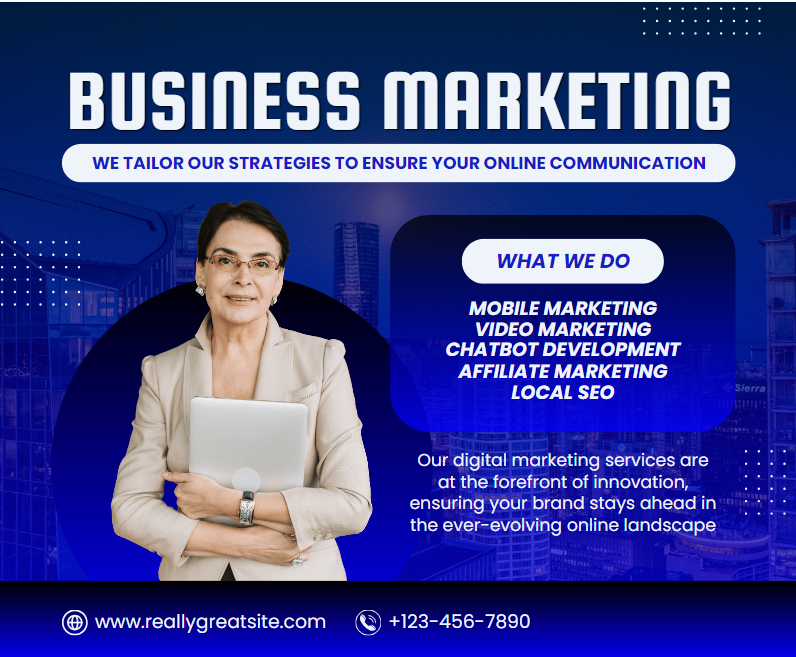 BUSINESS MARKETING
WE TAILOR OUR STRATEGIES TO ENSURE YOUR ONLINE COMMUNICATION
WHAT WE DO
MOBILE MARKETING
VIDEO MARKETING
CHATBOT DEVELOPMENT
AFFILIATE MARKETING
LOCAL SEO
Sierra
Our digital marketing services are
at the forefront of innovation,
ensuring your brand stays ahead in
the ever-evolving online landscape
www.reallygreatsite.com
+123-456-7890